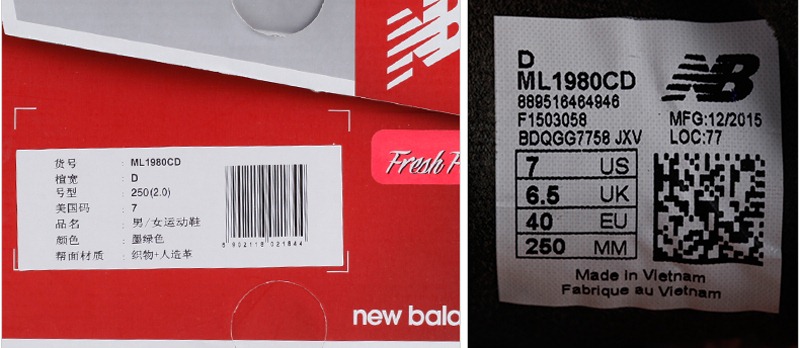 货号 : ML1980CD
楦宽 : D
号型 : 250(2.0)
美国码 : 7
品名 : 男/女运动鞋
颜色 : 墨绿色
帮面材质 : 织物+人造革
Fresh
new bala
D
ML1980CD
889516464946
F1503058
BDQGG7758 JXV
NB
MFG:12/2015
LOC:77
7 US
6.5 UK
40 EU
250 MM
Made in Vietnam
Fabrique au Vietnam